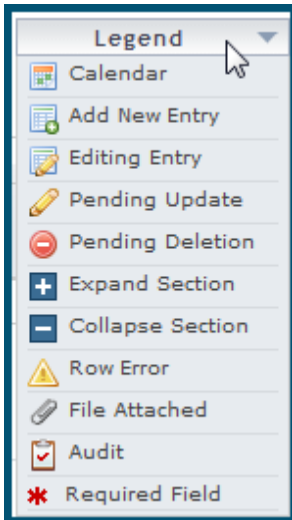 Legend
Calendar
Add New Entry
Editing Entry
Pending Update
Pending Deletion
Expand Section
Collapse Section
Row Error
File Attached
Audit
Required Field